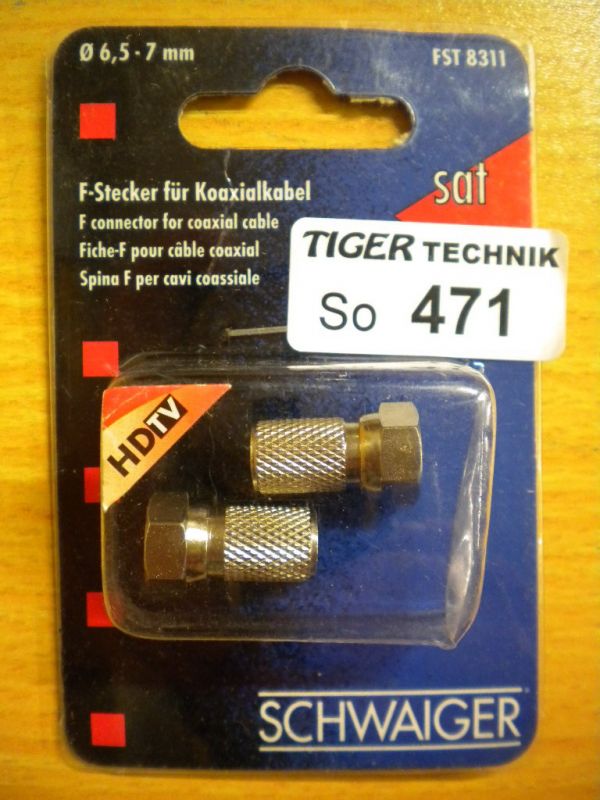 Ø 6,5 - 7 mm
FST 8311
F-Stecker für Koaxialkabel
F connector for coaxial cable
Fiche-F pour câble coaxial
Spina F per cavi coassiale
sat
TIGER TECHNIK
So 471
HDTV
SCHWAIGER